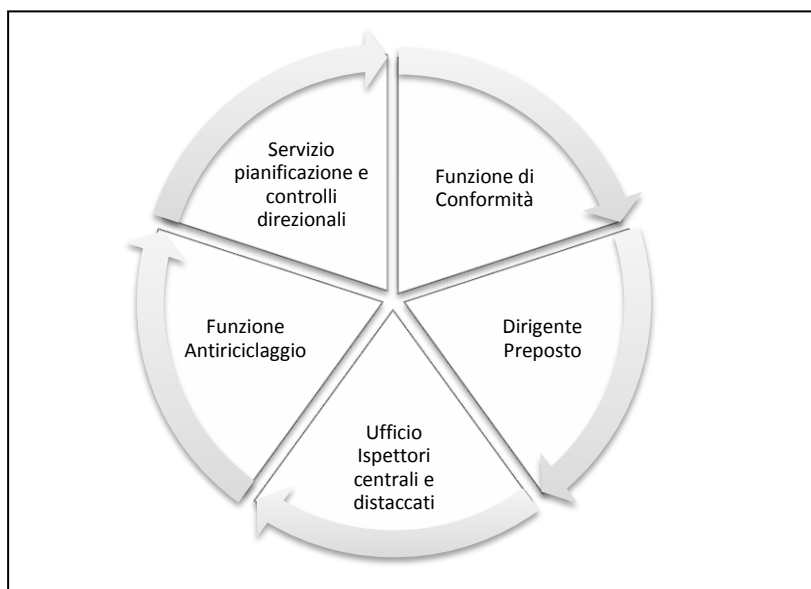 Servizio
pianificazione e
controlli
direzionali
Funzione di
Conformità
Dirigente
Preposto
Ufficio
Ispettori
centrali e
distaccati
Funzione
Antiriciclaggio